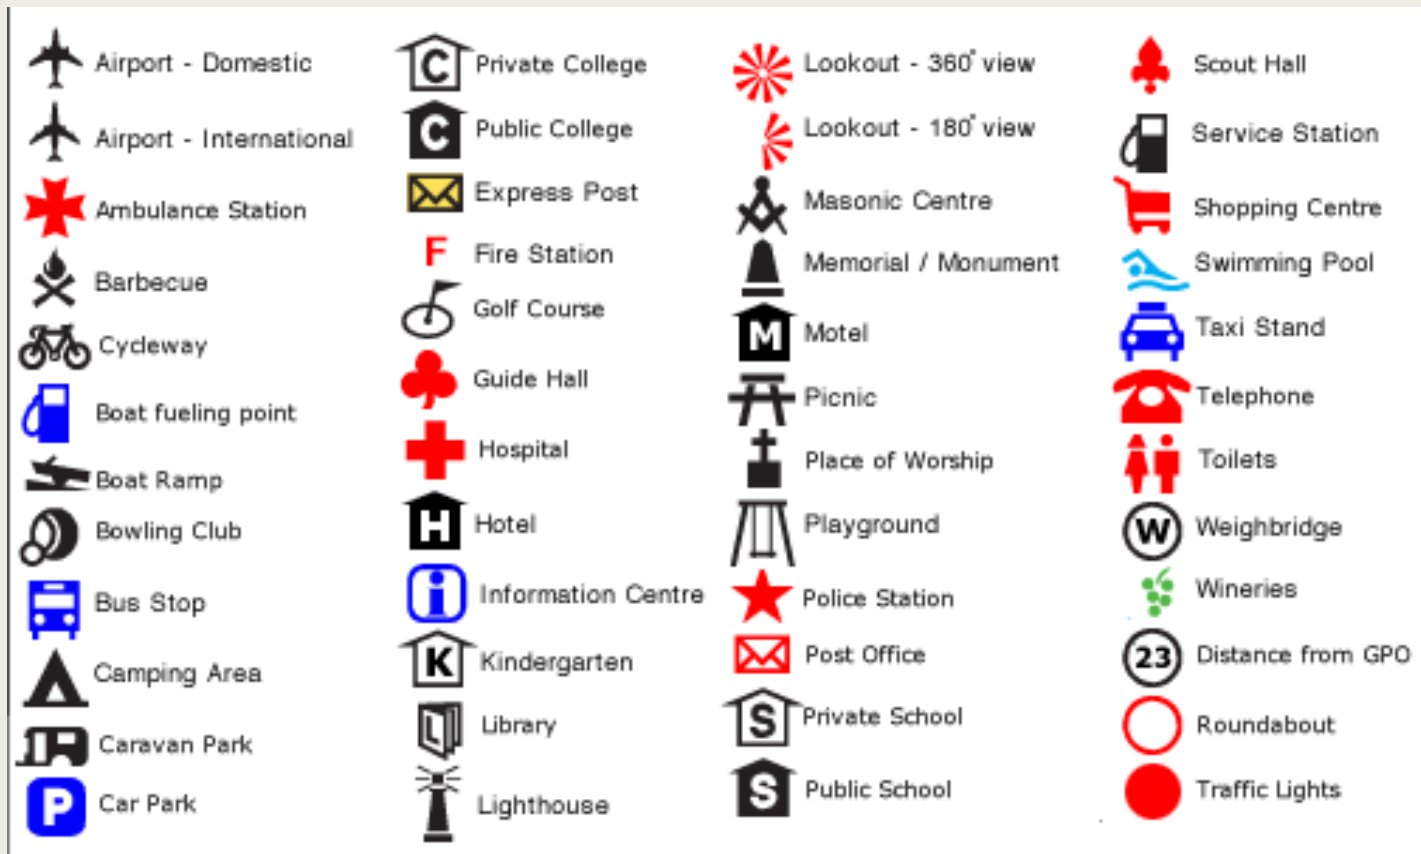 Airport - Domestic
Airport - International
Ambulance Station
Barbecue
Cycleway
Boat fueling point
Boat Ramp
Bowling Club
Bus Stop
Camping Area
Caravan Park
P Car Park
C Private College
C Public College
Express Post
F Fire Station
Golf Course
Guide Hall
Hospital
H Hotel
i Information Centre
K Kindergarten
L Library
Lighthouse
Lookout - 360° view
Lookout - 180° view
Masonic Centre
Memorial / Monument
M Motel
Picnic
Place of Worship
Playground
Police Station
Post Office
S Private School
S Public School
Scout Hall
Service Station
Shopping Centre
Swimming Pool
Taxi Stand
Telephone
Toilets
W Weighbridge
Wineries
23 Distance from GPO
Roundabout
Traffic Lights